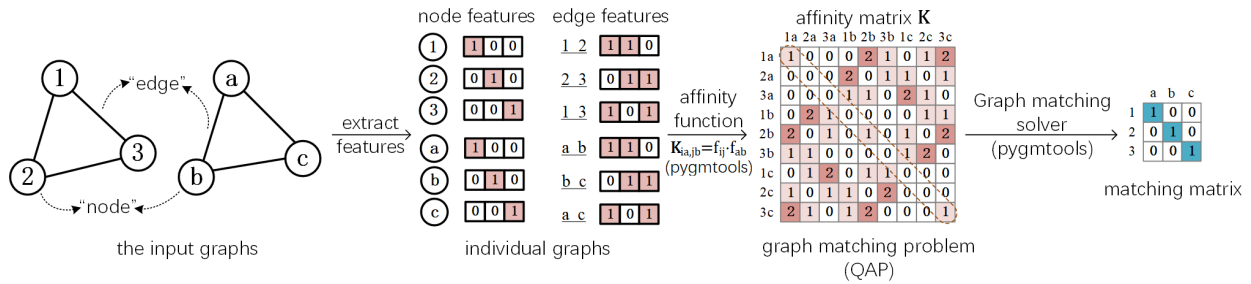 node features
edge features
affinity matrix K
1a 2a 3a 1b 2b 3b 1c 2c 3c
1 1 0 0 1 2 1 1 0
2 0 1 0 2 3 0 1 1
3 0 0 1 1 3 1 0 1
a 1 0 0 a b 1 1 0
b 0 1 0 b c 0 1 1
c 0 0 1 a c 1 0 1
1a 1 0 0 0 2 1 0 1 2
2a 0 0 0 2 0 1 1 0 1
3a 0 0 0 1 1 0 2 1 0
1b 0 2 1 0 0 0 0 1 1
2b 2 0 1 0 1 0 1 0 2
3b 1 1 0 0 0 0 1 2 0
1c 0 1 2 0 1 1 0 0 0
2c 1 0 1 1 0 2 0 0 0
3c 2 1 0 1 2 0 0 0 1
1
2
3
"edge"
a
b
c
"node"
the input graphs
extract
features
individual graphs
affinity
function
K_ia,jb=f_ij·f_ab
(pygmtools)
graph matching problem
(QAP)
Graph matching
solver
(pygmtools)
a b c
1 1 0 0
2 0 1 0
3 0 0 1
matching matrix